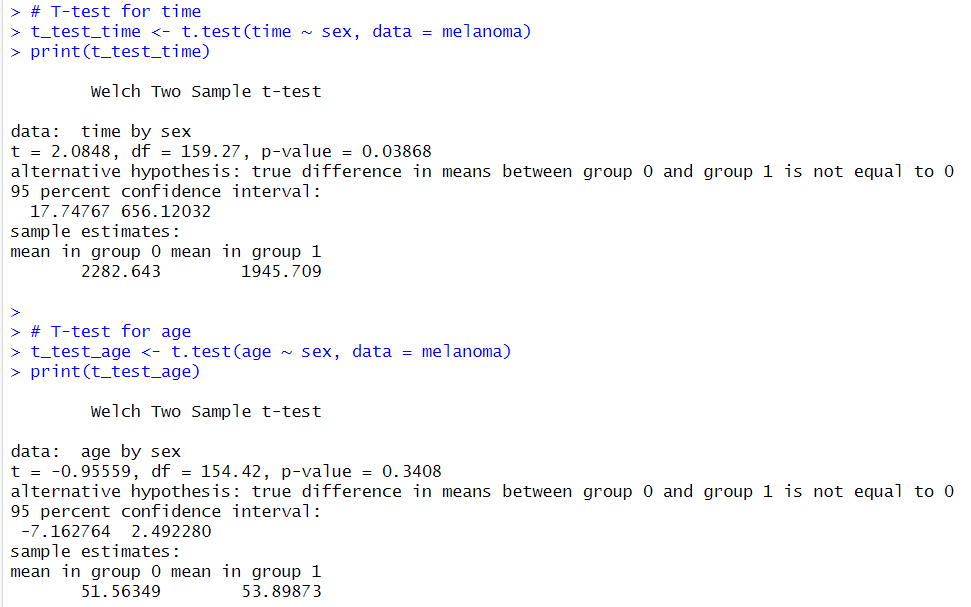 > # T-test for time
> t_test_time <- t.test(time ~ sex, data = melanoma)
> print(t_test_time)
Welch Two Sample t-test
data:  time by sex
t = 2.0848, df = 159.27, p-value = 0.03868
alternative hypothesis: true difference in means between group 0 and group 1 is not equal to 0
95 percent confidence interval:
17.74767 656.12032
sample estimates:
mean in group 0 mean in group 1
2282.643        1945.709
>
> # T-test for age
> t_test_age <- t.test(age ~ sex, data = melanoma)
> print(t_test_age)
Welch Two Sample t-test
data:  age by sex
t = -0.95559, df = 154.42, p-value = 0.3408
alternative hypothesis: true difference in means between group 0 and group 1 is not equal to 0
95 percent confidence interval:
-7.162764  2.492280
sample estimates:
mean in group 0 mean in group 1
51.56349        53.89873